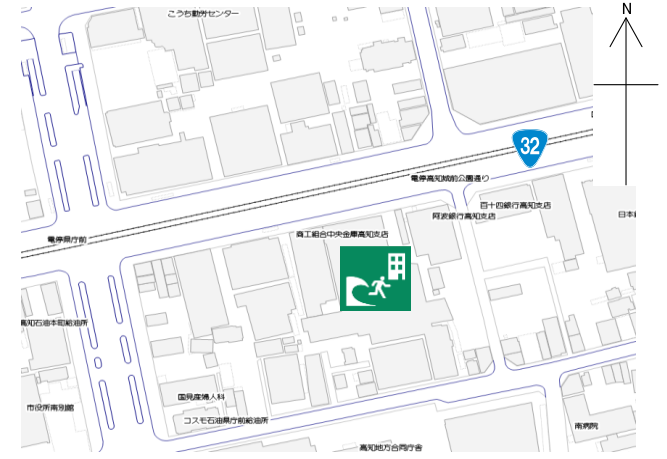 こうち勤労センター
N
32
電停高知城前公園通り
百十四銀行高知支店
阿波銀行高知支店
日本
商工組合中央金庫高知支店
電停県庁前
高知石油本町給油所
国見産婦人科
市役所南別館
コスモ石油県庁前給油所
南病院
高知地方合同庁舎